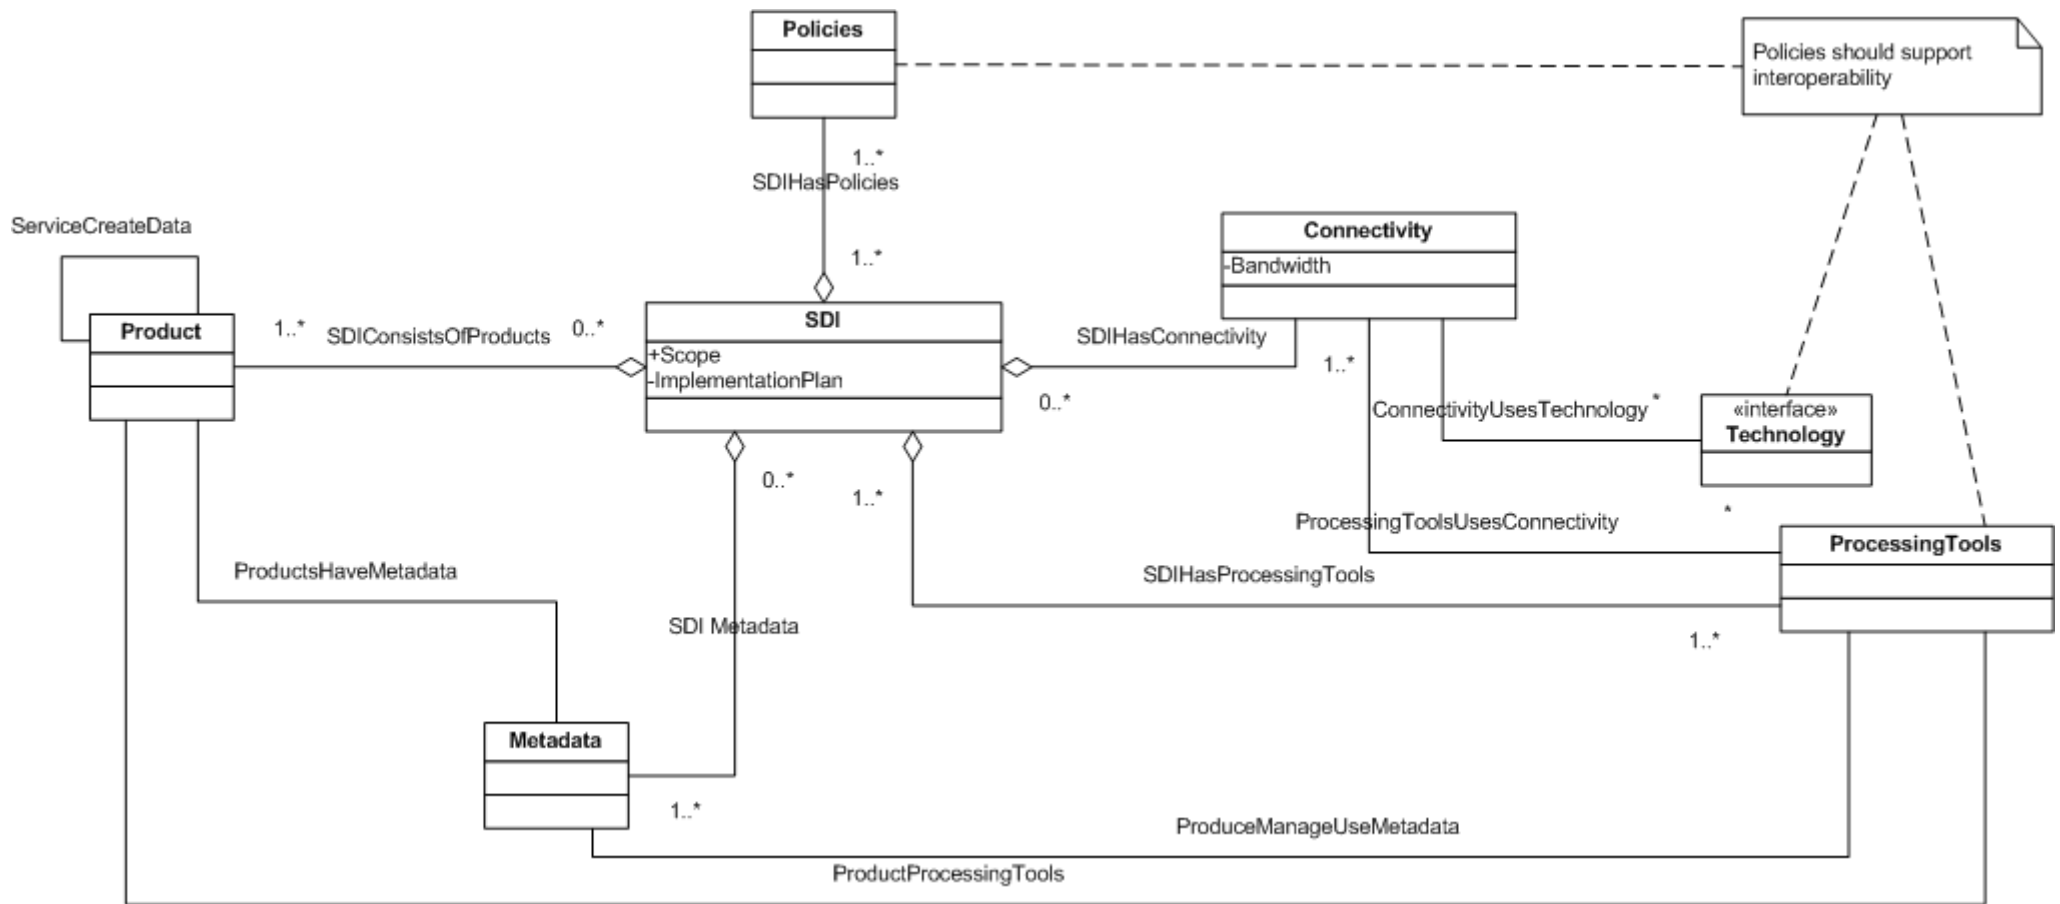 Policies
Policies should support
interoperability
1..*
SDIHasPolicies
ServiceCreateData
Connectivity
-Bandwidth
1..*
SDI
+Scope
-ImplementationPlan
Product
1..*
SDIConsistsOfProducts
0..*
SDIHasConnectivity
1..*
0..*
ConnectivityUsesTechnology
*
«interface»
Technology
0..*
1..*
ProcessingToolsUsesConnectivity
*
ProcessingTools
ProductsHaveMetadata
SDIHasProcessingTools
SDI Metadata
1..*
Metadata
1..*
ProduceManageUseMetadata
ProductProcessingTools